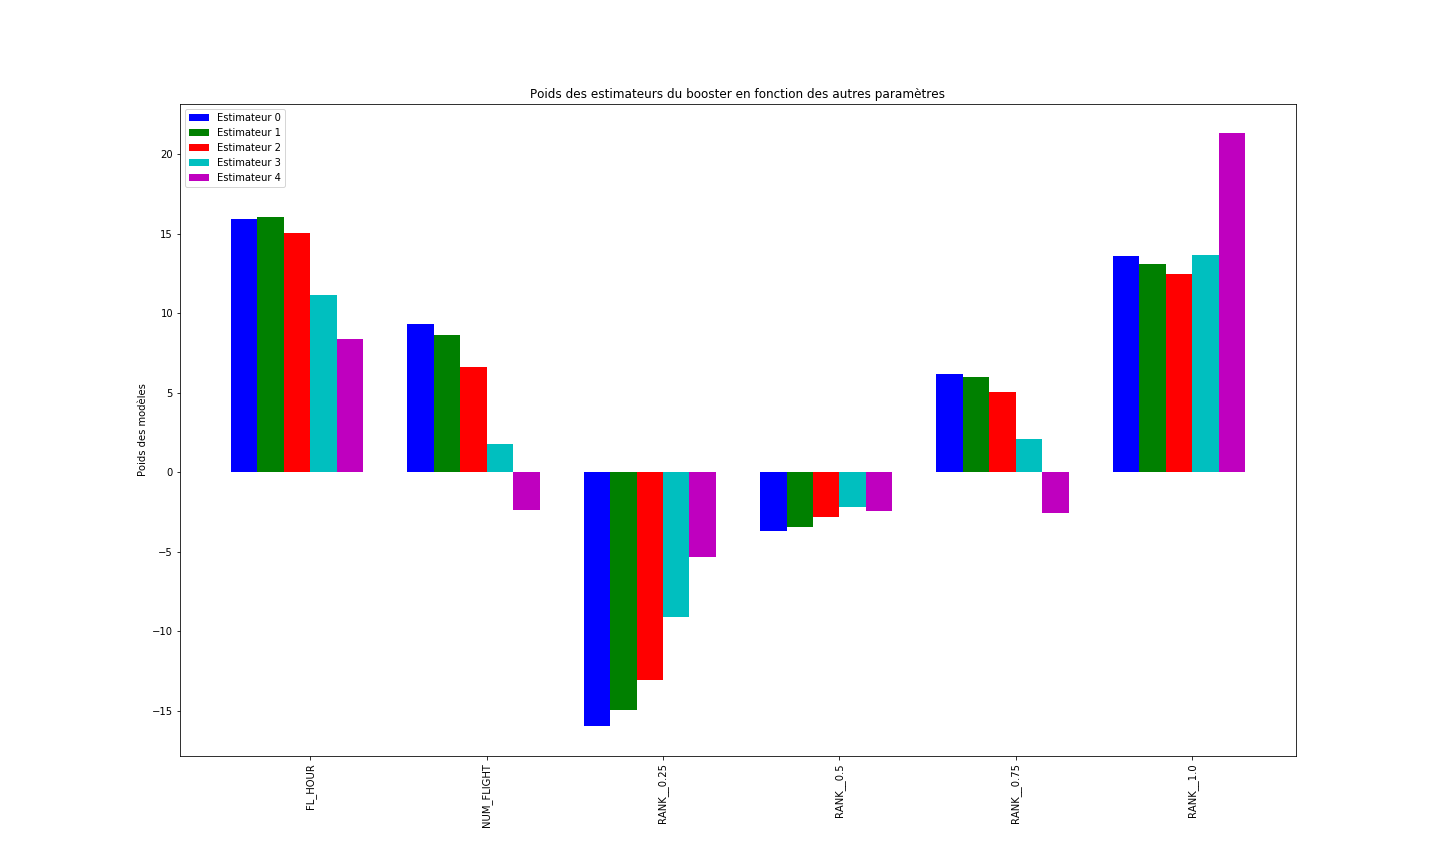 Poids des estimateurs du booster en fonction des autres paramètres
Estimateur 0
Estimateur 1
Estimateur 2
Estimateur 3
Estimateur 4
Poids des modèles
20
15
10
5
0
−5
−10
−15
FL_HOUR
NUM_FLIGHT
RANK__0.25
RANK__0.5
RANK__0.75
RANK__1.0